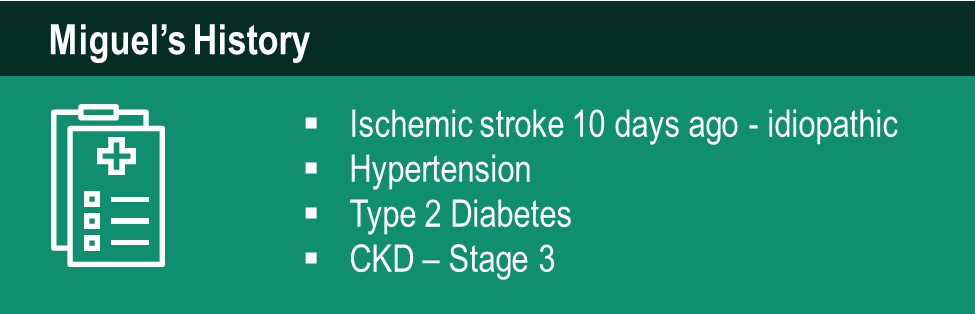 Miguel’s History
▪ Ischemic stroke 10 days ago - idiopathic
▪ Hypertension
▪ Type 2 Diabetes
▪ CKD – Stage 3